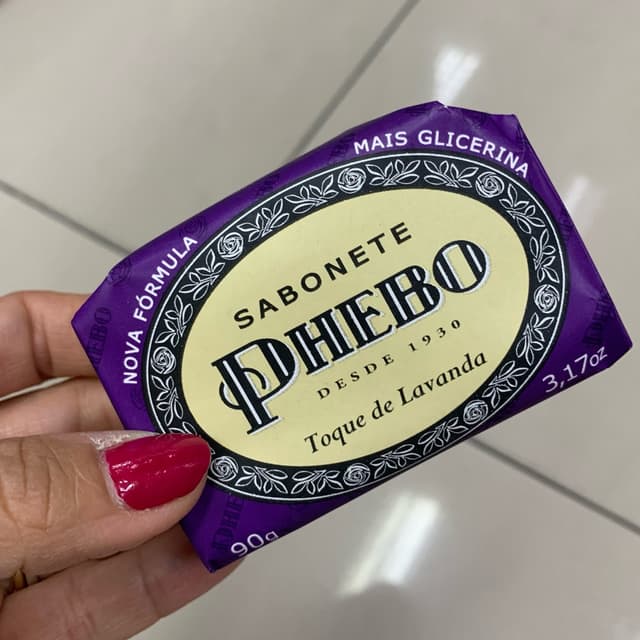 NOVA FÓRMULA
MAIS GLICERINA
SABONETE
PHEBO
DESDE 1930
Toque de Lavanda
90g
3,17oz